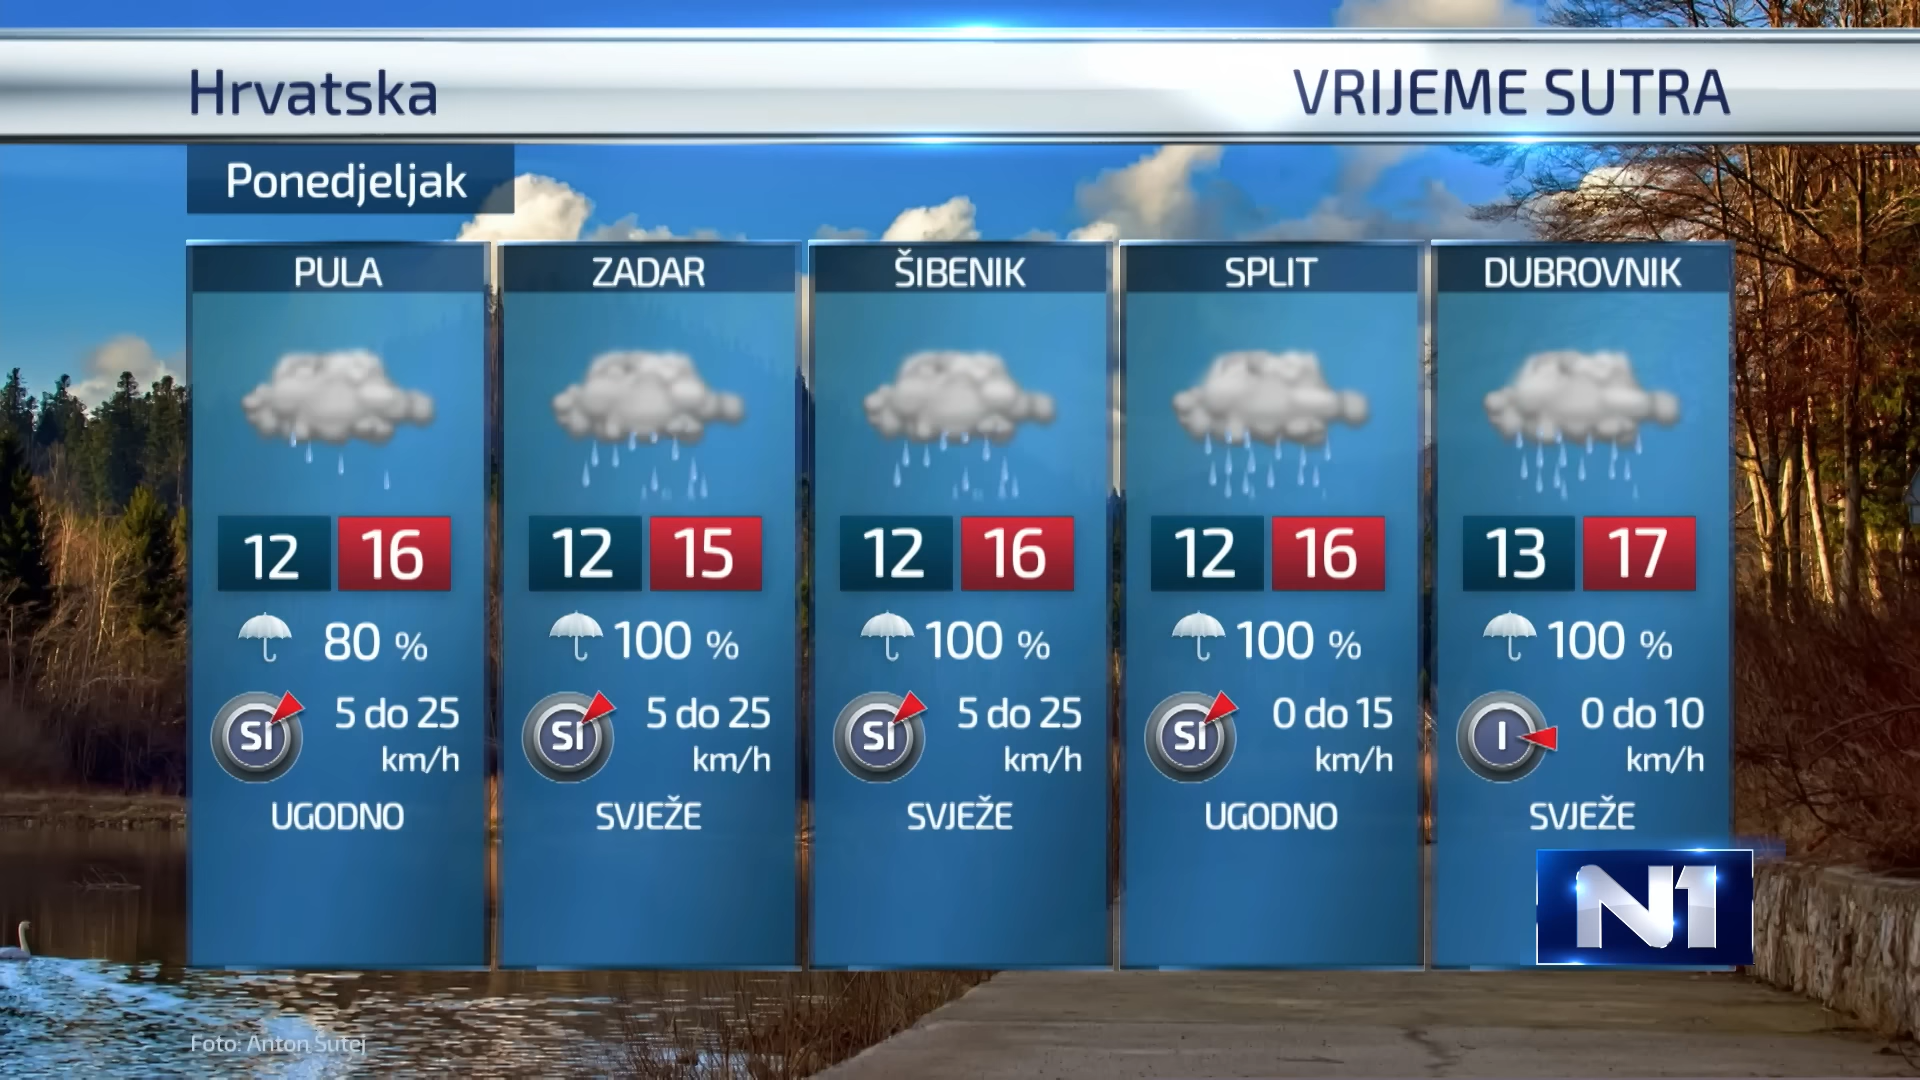 Hrvatska
VRIJEME SUTRA
Ponedjeljak
PULA
12 16
80 %
SI
5 do 25
km/h
UGODNO
ZADAR
12 15
100 %
SI
5 do 25
km/h
SVJEŽE
ŠIBENIK
12 16
100 %
SI
5 do 25
km/h
SVJEŽE
SPLIT
12 16
100 %
SI
0 do 15
km/h
UGODNO
DUBROVNIK
13 17
100 %
I
0 do 10
km/h
SVJEŽE
N1
Foto: Anton Sutej